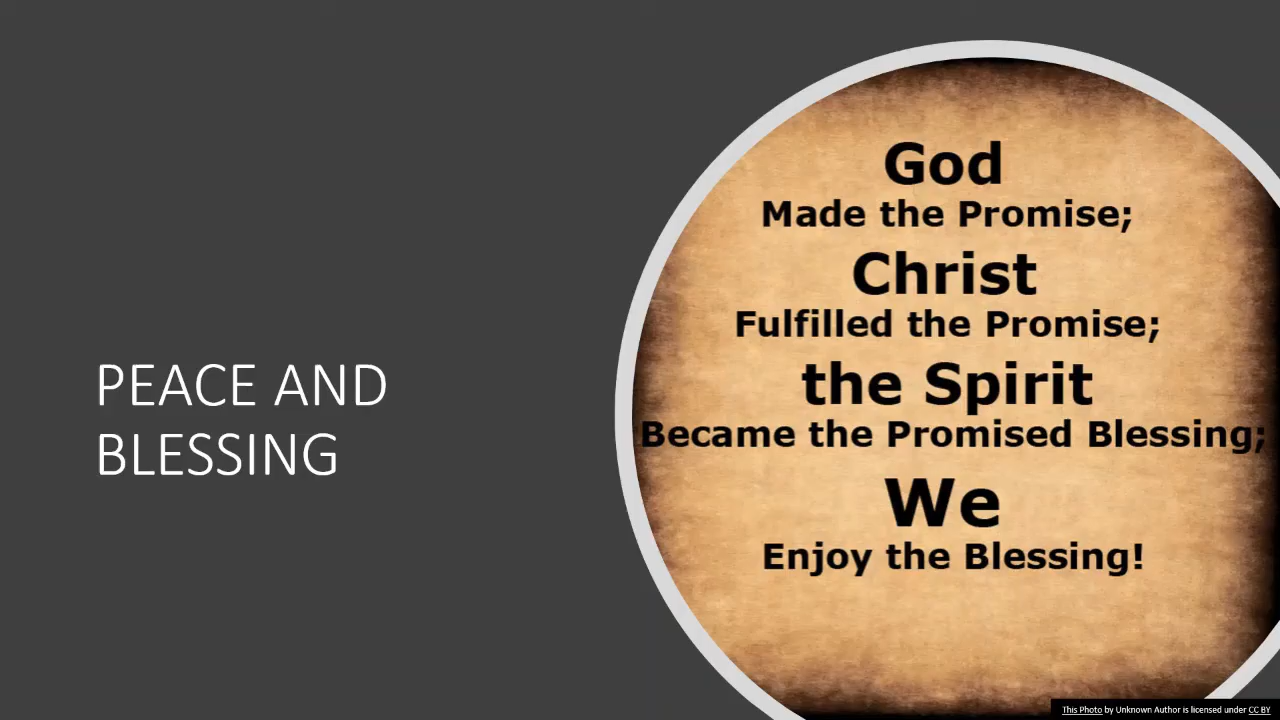 PEACE AND
BLESSING
God
Made the Promise;
Christ
Fulfilled the Promise;
the Spirit
Became the Promised Blessing;
We
Enjoy the Blessing!
This Photo by Unknown Author is licensed under CC BY